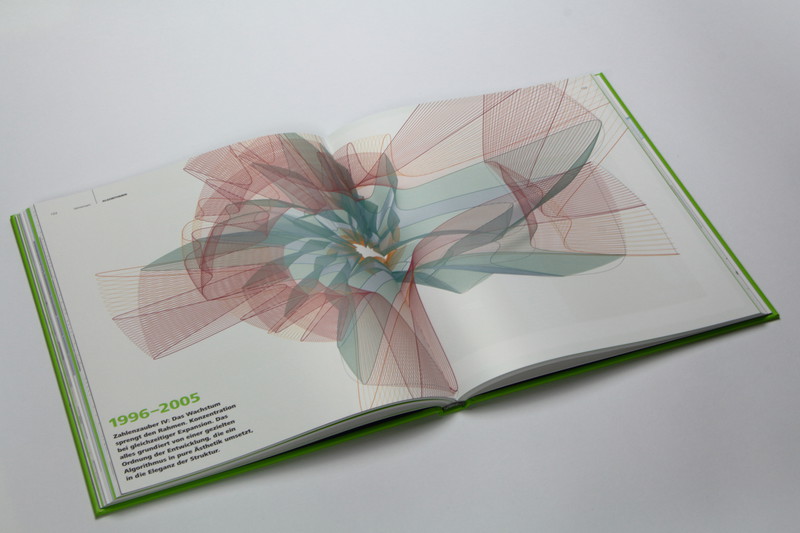 1996–2005
Zahlenzauber IV: Das Wachstum
sprengt den Rahmen. Konzentration
bei gleichzeitiger Expansion. Das
alles grundiert von einer gezielten
Ordnung der Entwicklung, die ein
Algorithmus in pure Ästhetik umsetzt,
in die Eleganz der Struktur.